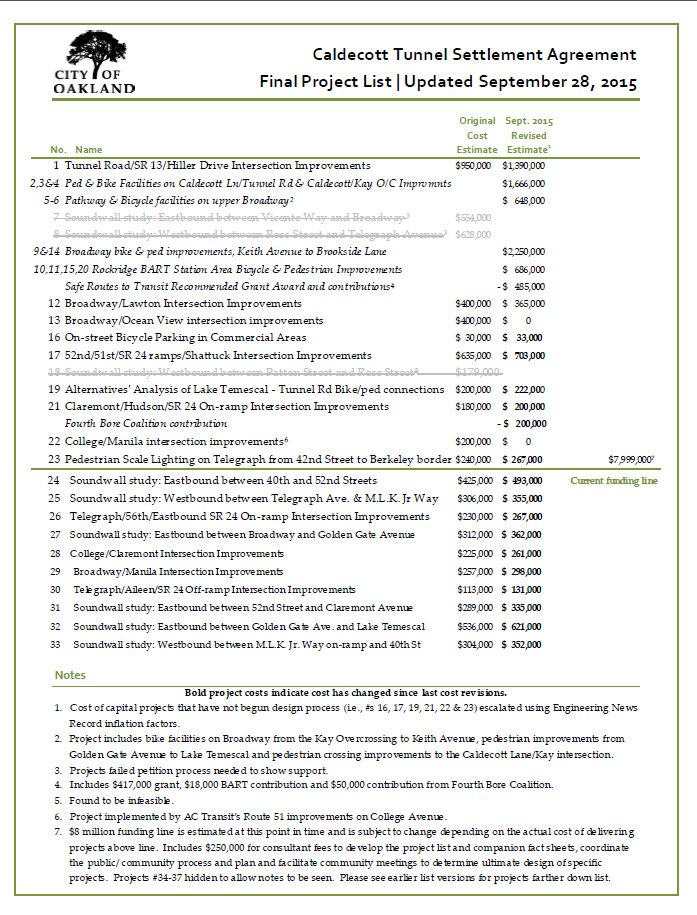 CITY OF
OAKLAND
Caldecott Tunnel Settlement Agreement
Final Project List | Updated September 28, 2015
Original Sept. 2015
Cost Revised
No. Name Estimate Estimate¹
1 Tunnel Road/SR 13/Hiller Drive Intersection Improvements $950,000 $1,390,000
2,3&4 Ped & Bike Facilities on Caldecott Ln/Tunnel Rd & Caldecott/Kay O/C Imprvmnts $1,666,000
5-6 Pathway & Bicycle facilities on upper Broadway² $ 648,000
7 Soundwall study: Eastbound between Vicente Way and Broadway³ $554,000
8 Soundwall study: Westbound between Ross Street and Telegraph Avenue³ $628,000
9&14 Broadway bike & ped improvements, Keith Avenue to Brookside Lane $2,250,000
10,11,15,20 Rockridge BART Station Area Bicycle & Pedestrian Improvements $ 686,000
Safe Routes to Transit Recommended Grant Award and contributions⁴ -$ 485,000
12 Broadway/Lawton Intersection Improvements $400,000 $ 365,000
13 Broadway/Ocean View intersection improvements $400,000 $ 0
16 On-street Bicycle Parking in Commercial Areas $ 30,000 $ 33,000
17 52nd/51st/SR 24 ramps/Shattuck Intersection Improvements $635,000 $ 703,000
18 Soundwall study: Westbound between Patton Street and Ross Street⁵ $179,000
19 Alternatives' Analysis of Lake Temescal - Tunnel Rd Bike/ped connections $200,000 $ 222,000
21 Claremont/Hudson/SR 24 On-ramp Intersection Improvements $180,000 $ 200,000
Fourth Bore Coalition contribution -$ 200,000
22 College/Manila intersection improvements⁶ $200,000 $ 0
23 Pedestrian Scale Lighting on Telegraph from 42nd Street to Berkeley border $240,000 $ 267,000 $7,999,000⁷
24 Soundwall study: Eastbound between 40th and 52nd Streets $425,000 $ 493,000 Current funding line
25 Soundwall study: Westbound between Telegraph Ave. & M.L.K. Jr Way $306,000 $ 355,000
26 Telegraph/56th/Eastbound SR 24 On-ramp Intersection Improvements $230,000 $ 267,000
27 Soundwall study: Eastbound between Broadway and Golden Gate Avenue $312,000 $ 362,000
28 College/Claremont Intersection Improvements $225,000 $ 261,000
29 Broadway/Manila Intersection Improvements $257,000 $ 298,000
30 Telegraph/Aileen/SR 24 Off-ramp Intersection Improvements $113,000 $ 131,000
31 Soundwall study: Eastbound between 52nd Street and Claremont Avenue $289,000 $ 335,000
32 Soundwall study: Eastbound between Golden Gate Ave. and Lake Temescal $536,000 $ 621,000
33 Soundwall study: Westbound between M.L.K. Jr. Way on-ramp and 40th St $304,000 $ 352,000
Notes
Bold project costs indicate cost has changed since last cost revisions.
1. Cost of capital projects that have not begun design process (i.e., #s 16, 17, 19, 21, 22 & 23) escalated using Engineering News
Record inflation factors.
2. Project includes bike facilities on Broadway from the Kay Overcrossing to Keith Avenue, pedestrian improvements from
Golden Gate Avenue to Lake Temescal and pedestrian crossing improvements to the Caldecott Lane/Kay intersection.
3. Projects failed petition process needed to show support.
4. Includes $417,000 grant, $18,000 BART contribution and $50,000 contribution from Fourth Bore Coalition.
5. Found to be infeasible.
6. Project implemented by AC Transit's Route 51 improvements on College Avenue.
7. $8 million funding line is estimated at this point in time and is subject to change depending on the actual cost of delivering
projects above line. Includes $250,000 for consultant fees to develop the project list and companion fact sheets, coordinate
the public/ community process and plan and facilitate community meetings to determine ultimate design of specific
projects. Projects #34-37 hidden to allow notes to be seen. Please see earlier list versions for projects farther down list.